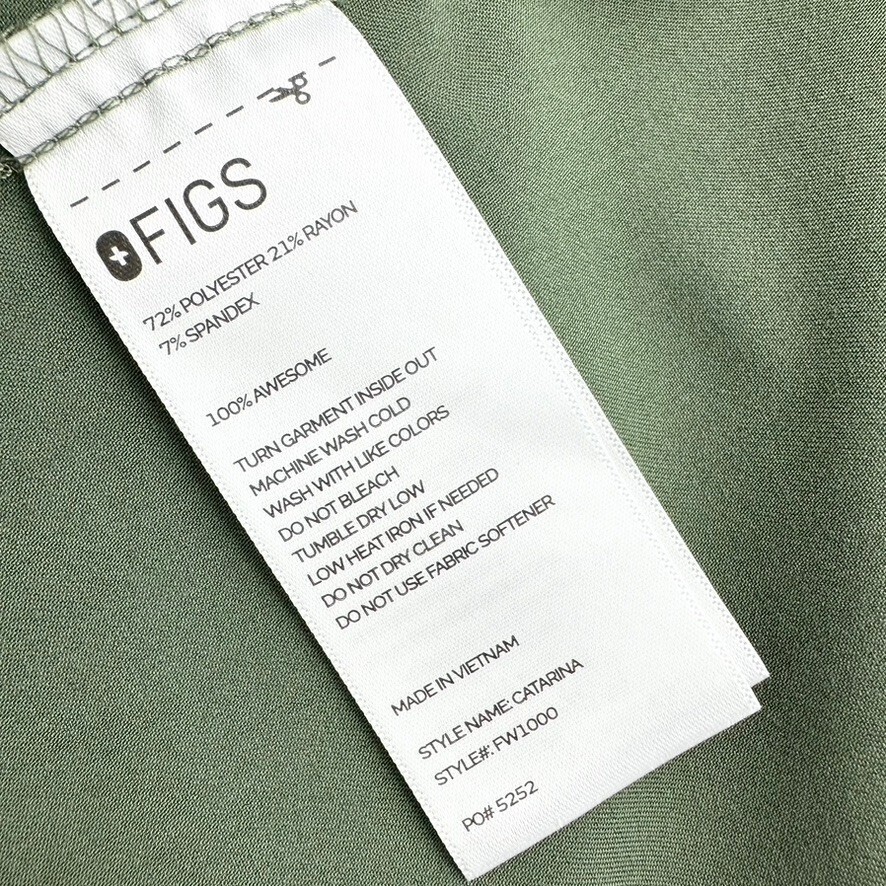 FIGS
72% POLYESTER 21% RAYON
7% SPANDEX
100% AWESOME
TURN GARMENT INSIDE OUT
MACHINE WASH COLD
WASH WITH LIKE COLORS
DO NOT BLEACH
TUMBLE DRY LOW
LOW HEAT IRON IF NEEDED
DO NOT DRY CLEAN
DO NOT USE FABRIC SOFTENER
MADE IN VIETNAM
STYLE NAME: CATARINA
STYLE#: FW1000
PO# 5252